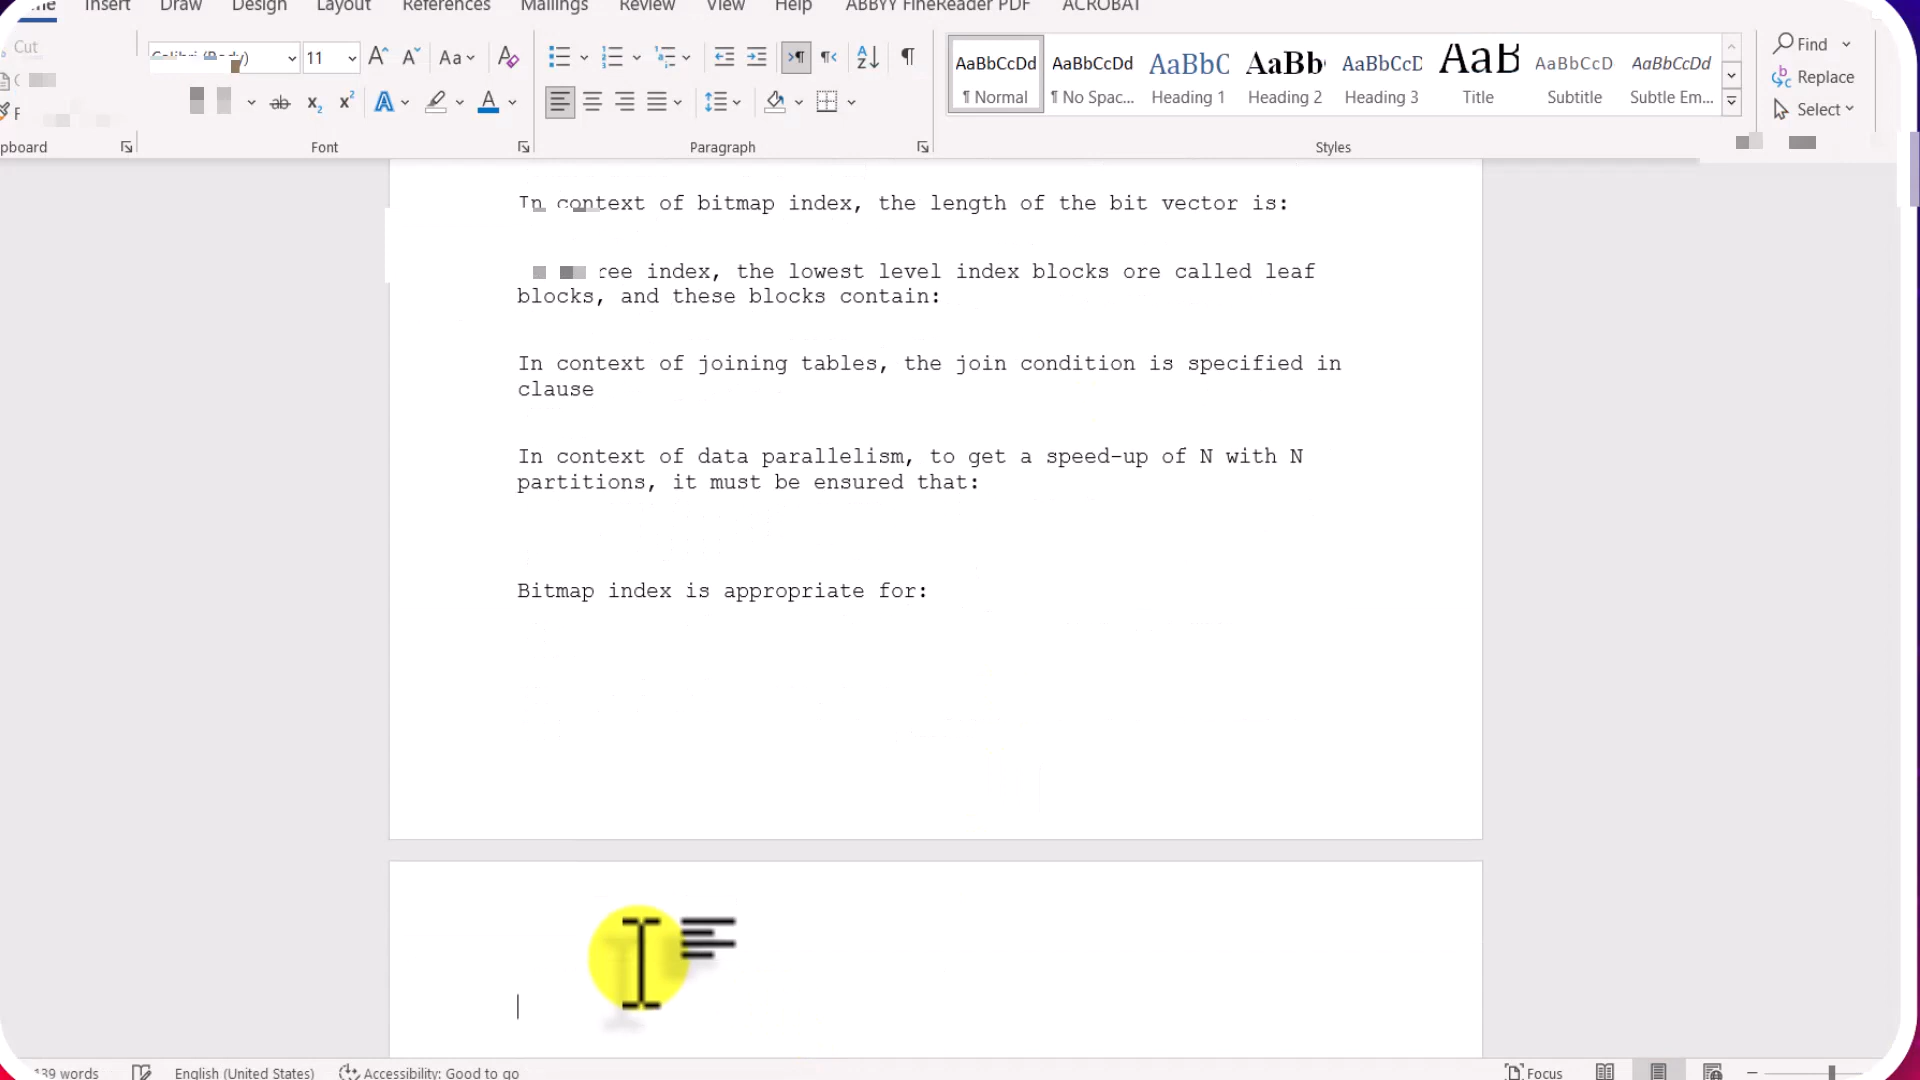 Insert Draw Design Layout References Mailings Review View Help ABBYY FineReader PDF ACROBAT
Cut
11
Aa
Find
Replace
Select
AaBbCcDd AaBbCcDd AaBbC AaBb AaBbCcD AaB AaBbCcD AaBbCcDd
¶ Normal ¶ No Spac... Heading 1 Heading 2 Heading 3 Title Subtitle Subtle Em...
pboard Font Paragraph Styles
In context of bitmap index, the length of the bit vector is:
ree index, the lowest level index blocks ore called leaf
blocks, and these blocks contain:
In context of joining tables, the join condition is specified in
clause
In context of data parallelism, to get a speed-up of N with N
partitions, it must be ensured that:
Bitmap index is appropriate for:
139 words English (United States) Accessibility: Good to go Focus